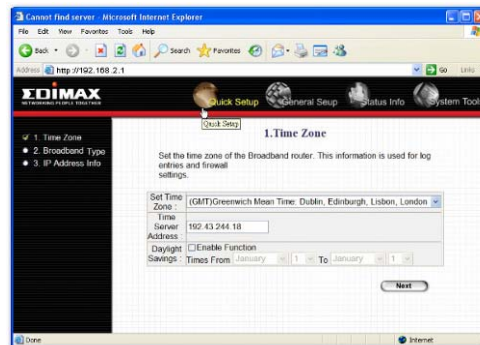 Cannot find server - Microsoft Internet Explorer
File Edit View Favorites Tools Help
Back Search Favorites
Address http://192.168.2.1 Go Links
EDIMAX
NETWORKING PEOPLE TOGETHER
Quick Setup General Seup Status Info System Tools
Quick Setup
1. Time Zone
2. Broadband Type
3. IP Address Info
1.Time Zone
Set the time zone of the Broadband router. This information is used for log
entries and firewall
settings.
Set Time
Zone :
(GMT)Greenwich Mean Time: Dublin, Edinburgh, Lisbon, London
Time
Server
Address :
192.43.244.18
Daylight
Savings :
Enable Function
Times From January 1 To January 1
Next
Done Internet